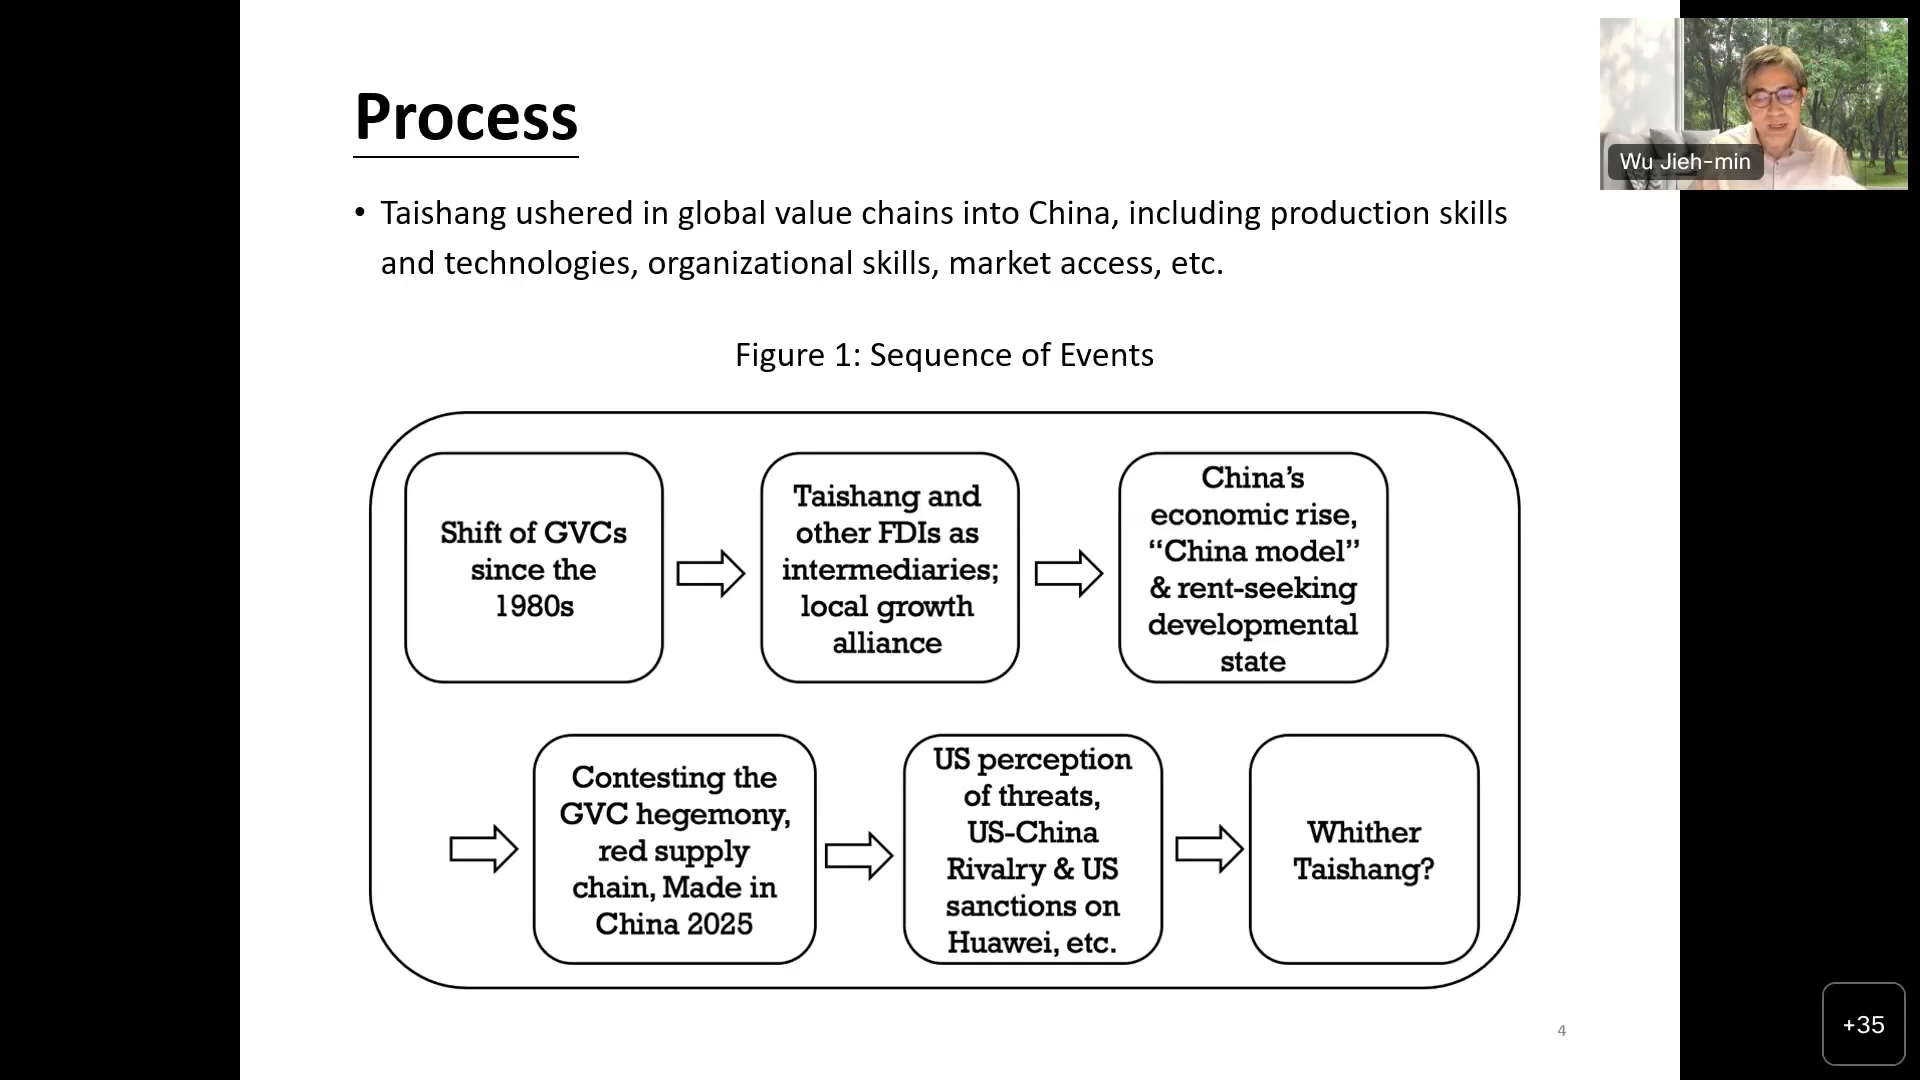 Process
• Taishang ushered in global value chains into China, including production skills
and technologies, organizational skills, market access, etc.
Figure 1: Sequence of Events
Shift of GVCs
since the
1980s
Taishang and
other FDIs as
intermediaries;
local growth
alliance
China’s
economic rise,
“China model”
& rent-seeking
developmental
state
Contesting the
GVC hegemony,
red supply
chain, Made in
China 2025
US perception
of threats,
US-China
Rivalry & US
sanctions on
Huawei, etc.
Whither
Taishang?
4
Wu Jieh-min
+35